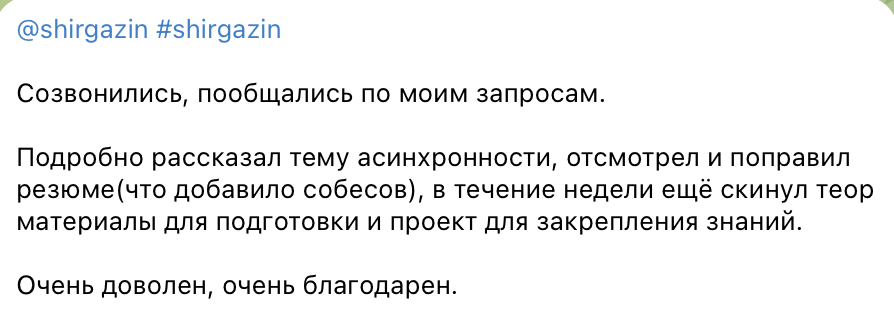 @shirgazin #shirgazin
Созвонились, пообщались по моим запросам.
Подробно рассказал тему асинхронности, отсмотрел и поправил
резюме(что добавило собесов), в течение недели ещё скинул теор
материалы для подготовки и проект для закрепления знаний.
Очень доволен, очень благодарен.